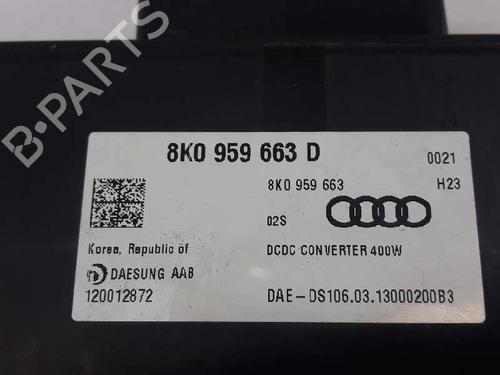 8K0 959 663 D
0021
8K0 959 663
H23
02S
Korea, Republic of
DCDC CONVERTER 400W
DAESUNG AAB
120012872
DAE-DS106.03.13000200B3
B-PARTS